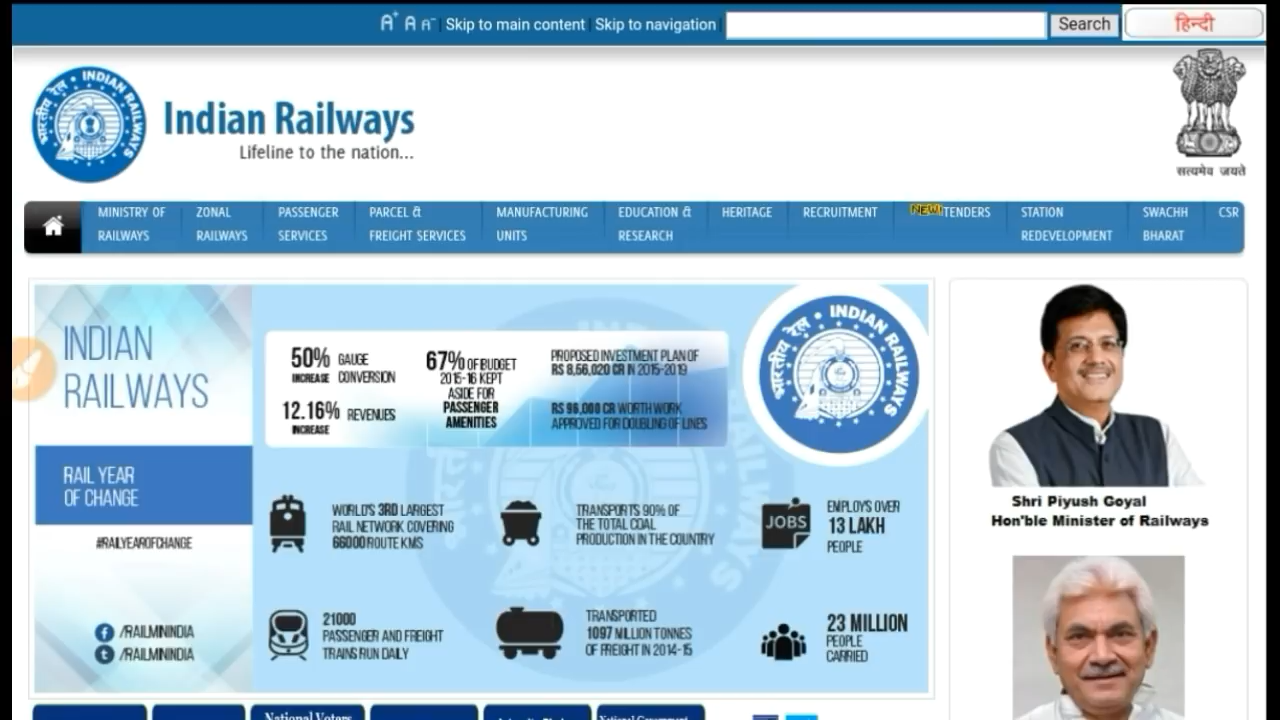 A+ A A- Skip to main content Skip to navigation Search हिन्दी
भारतीय रेल • INDIAN RAILWAYS
Indian Railways
Lifeline to the nation...
सत्यमेव जयते
MINISTRY OF RAILWAYS
ZONAL RAILWAYS
PASSENGER SERVICES
PARCEL & FREIGHT SERVICES
MANUFACTURING UNITS
EDUCATION & RESEARCH
HERITAGE
RECRUITMENT
NEW! TENDERS
STATION REDEVELOPMENT
SWACHH BHARAT
CSR
INDIAN
RAILWAYS
RAIL YEAR
OF CHANGE
#RAILYEAROFCHANGE
/RAILMININDIA
/RAILMININDIA
50% INCREASE GAUGE CONVERSION
12.16% INCREASE REVENUES
67% OF BUDGET
2015-16 KEPT
ASIDE FOR
PASSENGER
AMENITIES
PROPOSED INVESTMENT PLAN OF
RS 8,56,020 CR IN 2015-2019
RS 96,000 CR WORTH WORK
APPROVED FOR DOUBLING OF LINES
भारतीय रेल • INDIAN RAILWAYS
WORLD'S 3RD LARGEST
RAIL NETWORK COVERING
66000 ROUTE KMS
TRANSPORTS 90% OF
THE TOTAL COAL
PRODUCTION IN THE COUNTRY
JOBS
EMPLOYS OVER
13 LAKH
PEOPLE
21000
PASSENGER AND FREIGHT
TRAINS RUN DAILY
TRANSPORTED
1097 MILLION TONNES
OF FREIGHT IN 2014-15
23 MILLION
PEOPLE
CARRIED
Shri Piyush Goyal
Hon'ble Minister of Railways
National Voters
National Government